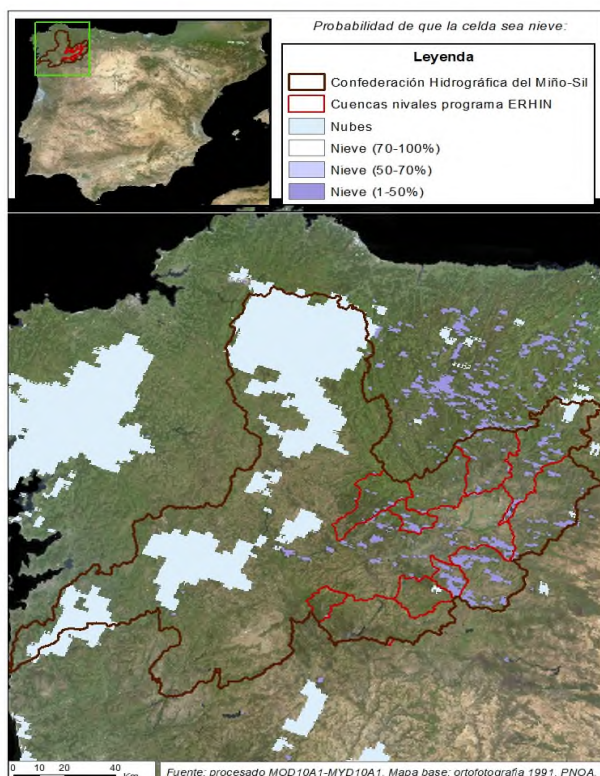 Probabilidad de que la celda sea nieve:
Leyenda
Confederación Hidrográfica del Miño-Sil
Cuencas nivales programa ERHIN
Nubes
Nieve (70-100%)
Nieve (50-70%)
Nieve (1-50%)
0 10 20 40
Km
Fuente: procesado MOD10A1-MYD10A1. Mapa base: ortofotografía 1991, PNOA